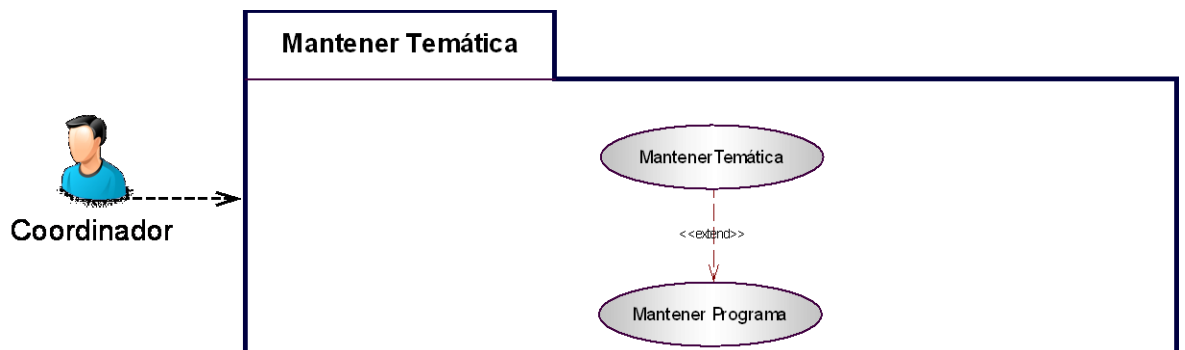 Mantener Temática
MantenerTemática
<<extend>>
Coordinador
Mantener Programa